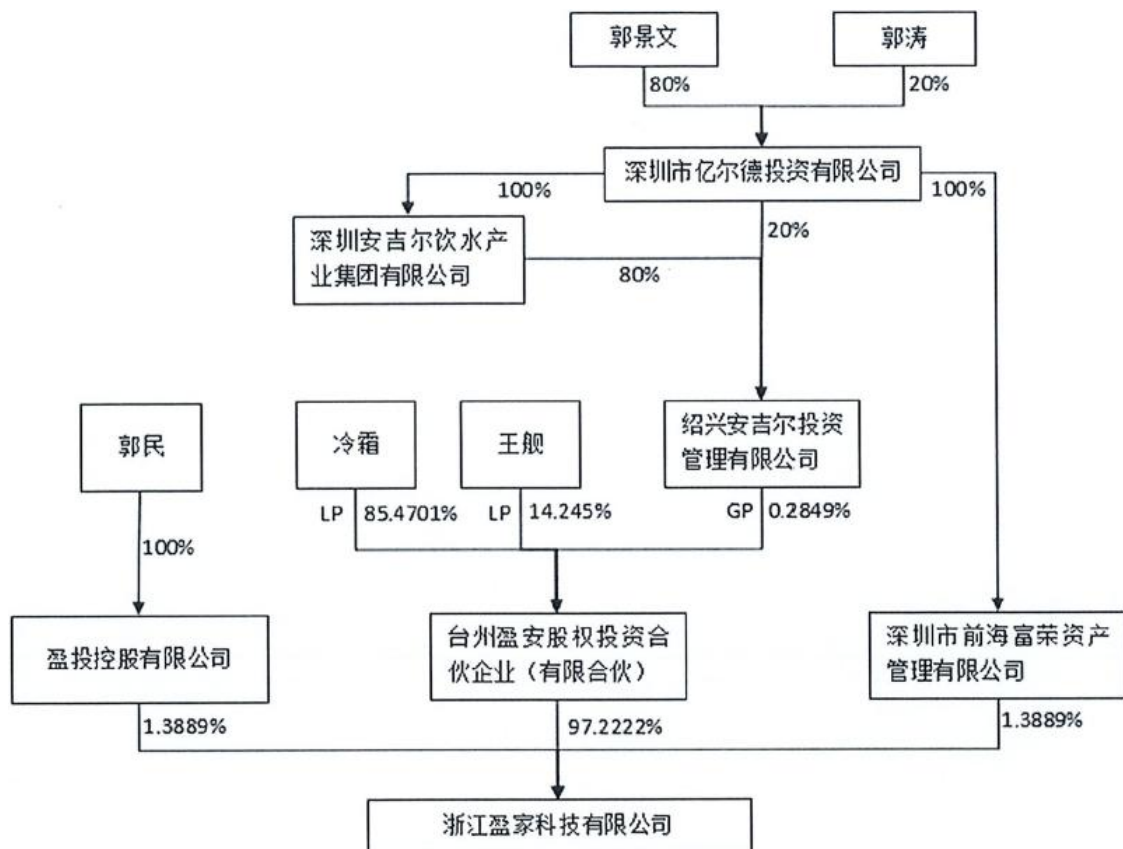 郭景文
郭涛
80%
20%
深圳市亿尔德投资有限公司
100%
100%
深圳安吉尔饮水产
业集团有限公司
20%
80%
郭民
冷霜
王舰
绍兴安吉尔投资
管理有限公司
LP
85.4701%
LP
14.245%
GP
0.2849%
100%
盈投控股有限公司
台州盈安股权投资合
伙企业（有限合伙）
深圳市前海富荣资产
管理有限公司
1.3889%
97.2222%
1.3889%
浙江盈家科技有限公司